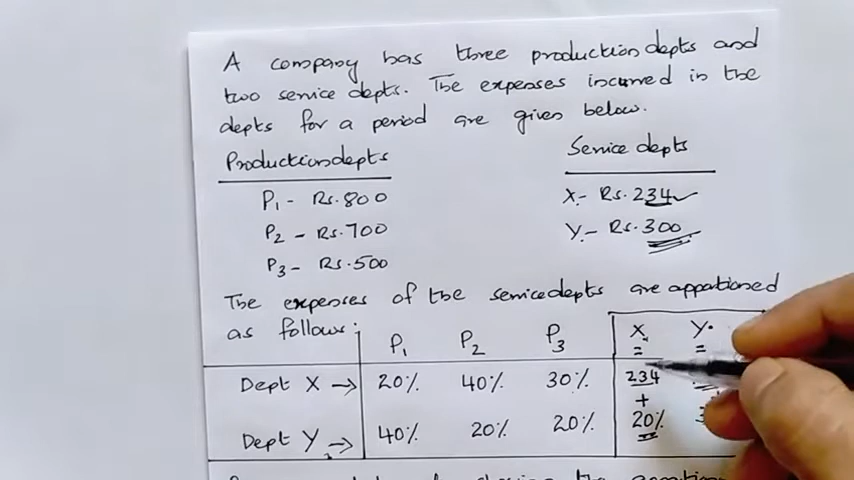 A company has three production depts and
two service depts. The expenses incurred in the
depts for a period are given below.
Production depts Service depts
P1 - Rs.800 X - Rs.234
P2 - Rs.700 Y - Rs.300
P3 - Rs.500
The expenses of the service depts are apportioned
as follows:
P1 P2 P3 X Y
Dept X → 20% 40% 30% 234
+
Dept Y → 40% 20% 20% 20%